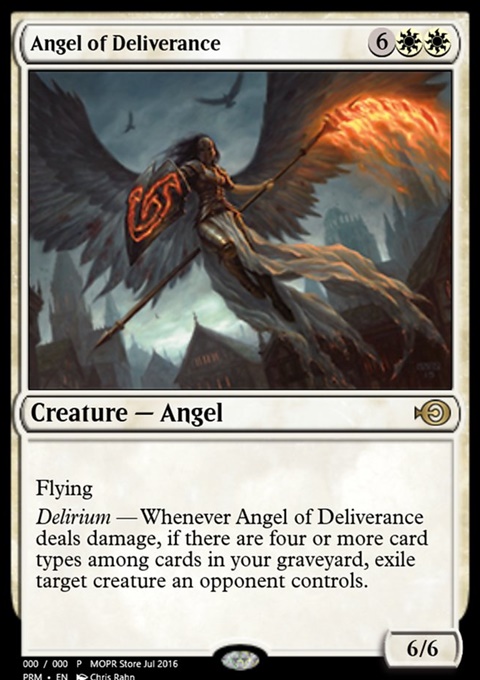 Angel of Deliverance 6
Creature — Angel
Flying
Delirium — Whenever Angel of Deliverance
deals damage, if there are four or more card
types among cards in your graveyard, exile
target creature an opponent controls.
6/6
000 / 000 P MOPR Store Jul 2016
PRM • EN Chris Rahn